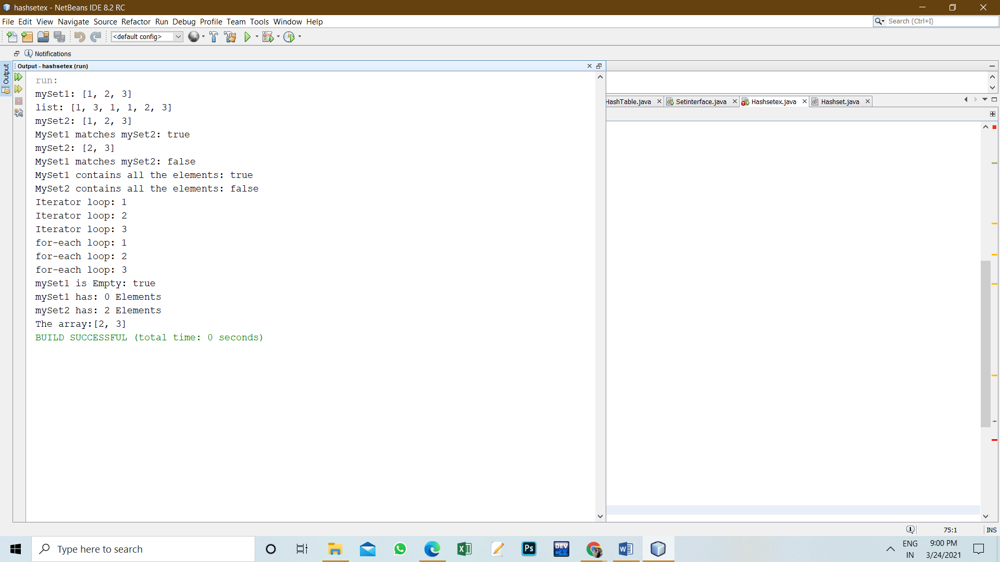 hashsetex - NetBeans IDE 8.2 RC
File Edit View Navigate Source Refactor Run Debug Profile Team Tools Window Help
Search (Ctrl+I)
<default config>
Notifications
Output
Output - hashsetex (run)
run:
mySet1: [1, 2, 3]
list: [1, 3, 1, 1, 2, 3]
mySet2: [1, 2, 3]
MySet1 matches mySet2: true
mySet2: [2, 3]
MySet1 matches mySet2: false
MySet1 contains all the elements: true
MySet2 contains all the elements: false
Iterator loop: 1
Iterator loop: 2
Iterator loop: 3
for-each loop: 1
for-each loop: 2
for-each loop: 3
mySet1 is Empty: true
mySet1 has: 0 Elements
mySet2 has: 2 Elements
The array:[2, 3]
BUILD SUCCESSFUL (total time: 0 seconds)
HashTable.java Setinterface.java Hashsetex.java Hashset.java
75:1 INS
Type here to search
Ps
DEV C++
ENG
IN
9:00 PM
3/24/2021